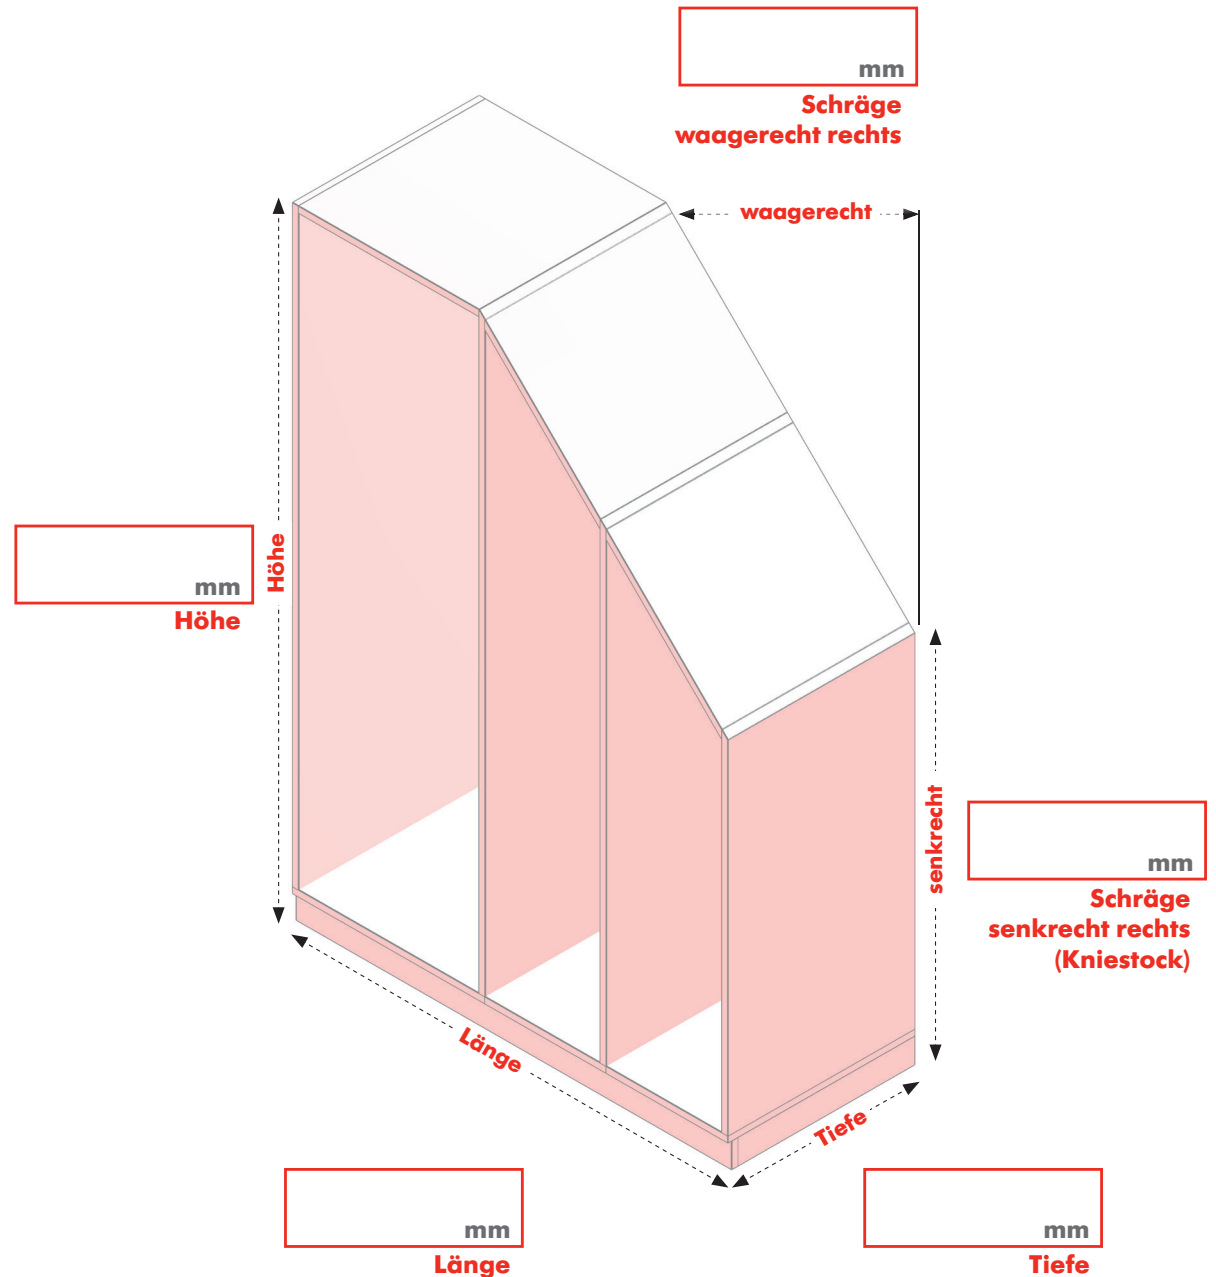 mm
Schräge
waagerecht rechts
waagerecht
mm
Höhe
Höhe
senkrecht
mm
Schräge
senkrecht rechts
(Kniestock)
Länge
Tiefe
mm
Länge
mm
Tiefe